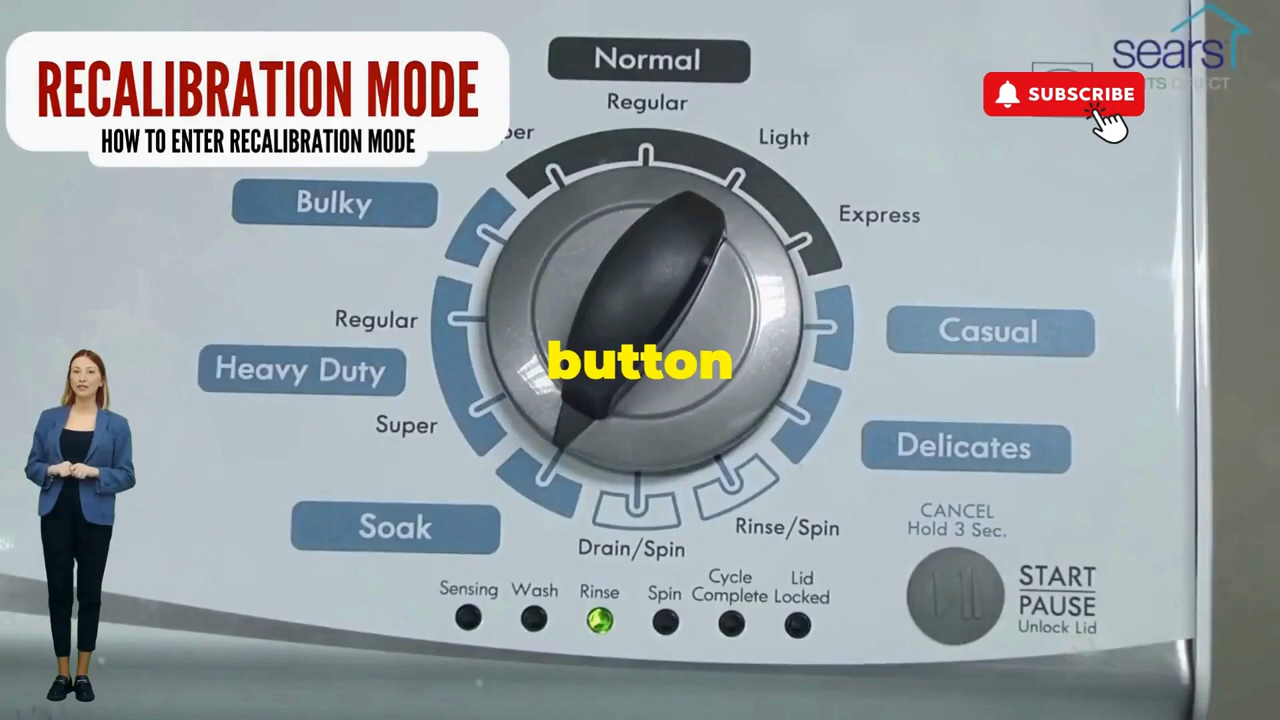 RECALIBRATION MODE
HOW TO ENTER RECALIBRATION MODE
sears
SUBSCRIBE
Normal
Regular
Light
Express
Bulky
Regular
Heavy Duty
Super
Casual
Delicates
button
Soak
Drain/Spin
Rinse/Spin
CANCEL
Hold 3 Sec.
Sensing
Wash
Rinse
Spin
Cycle
Complete
Lid
Locked
START
PAUSE
Unlock Lid